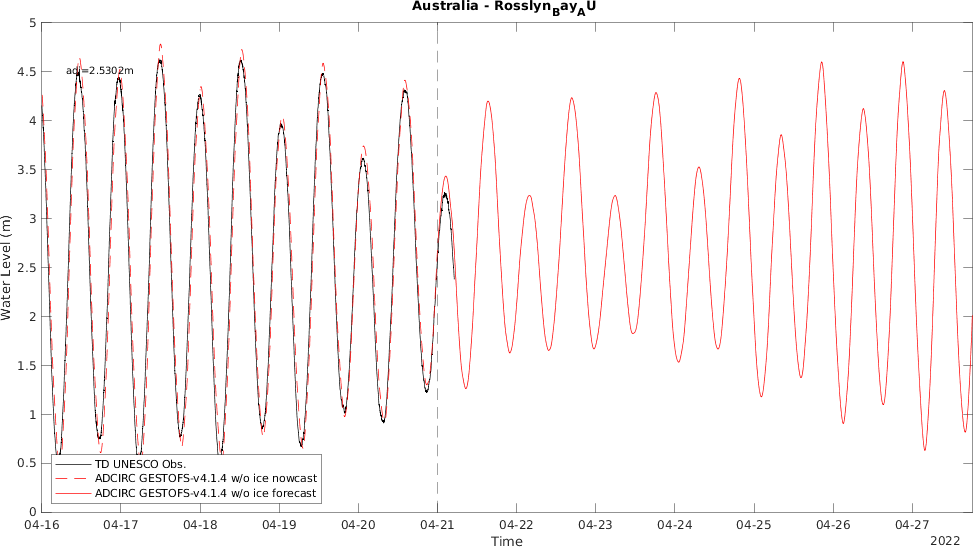 Australia - RosslynBayAU
5
4.5
4
3.5
3
2.5
2
1.5
1
0.5
0
Water Level (m)
adj=2.5302m
TD UNESCO Obs.
ADCIRC GESTOFS-v4.1.4 w/o ice nowcast
ADCIRC GESTOFS-v4.1.4 w/o ice forecast
04-16 04-17 04-18 04-19 04-20 04-21 04-22 04-23 04-24 04-25 04-26 04-27
Time
2022